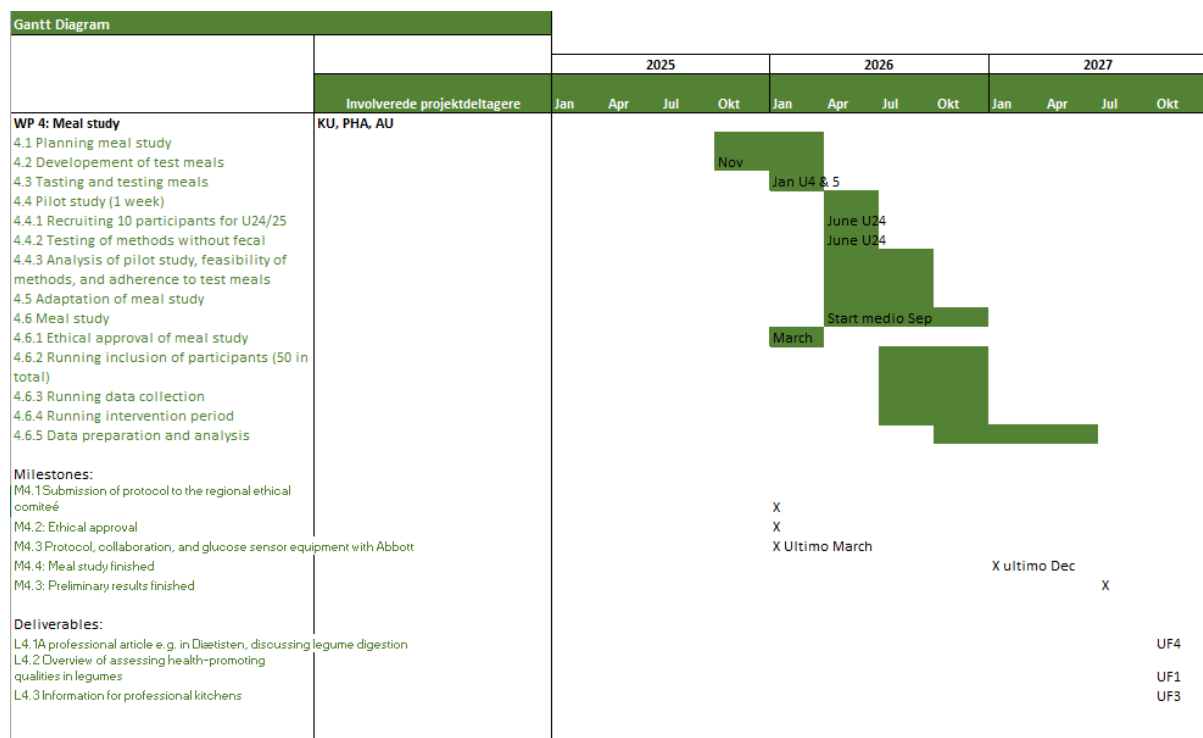 Gantt Diagram
2025 2026 2027
Involverede projektdeltagere Jan Apr Jul Okt Jan Apr Jul Okt Jan Apr Jul Okt
WP 4: Meal study KU, PHA, AU
4.1 Planning meal study
4.2 Developement of test meals Nov
4.3 Tasting and testing meals Jan U4 & 5
4.4 Pilot study (1 week)
4.4.1 Recruiting 10 participants for U24/25 June U24
4.4.2 Testing of methods without fecal June U24
4.4.3 Analysis of pilot study, feasibility of
methods, and adherence to test meals
4.5 Adaptation of meal study
4.6 Meal study Start medio Sep
4.6.1 Ethical approval of meal study March
4.6.2 Running inclusion of participants (50 in
total)
4.6.3 Running data collection
4.6.4 Running intervention period
4.6.5 Data preparation and analysis
Milestones:
M4.1 Submission of protocol to the regional ethical
comiteé X
M4.2: Ethical approval X
M4.3 Protocol, collaboration, and glucose sensor equipment with Abbott X Ultimo March
M4.4: Meal study finished X ultimo Dec
M4.3: Preliminary results finished X
Deliverables:
L4.1A professional article e.g. in Diætisten, discussing legume digestion UF4
L4.2 Overview of assessing health-promoting
qualities in legumes UF1
L4.3 Information for professional kitchens UF3